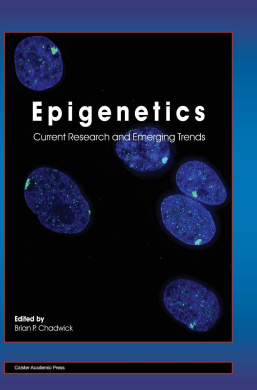 Epigenetics
Current Research and Emerging Trends
Edited by
Brian P. Chadwick
Caister Academic Press